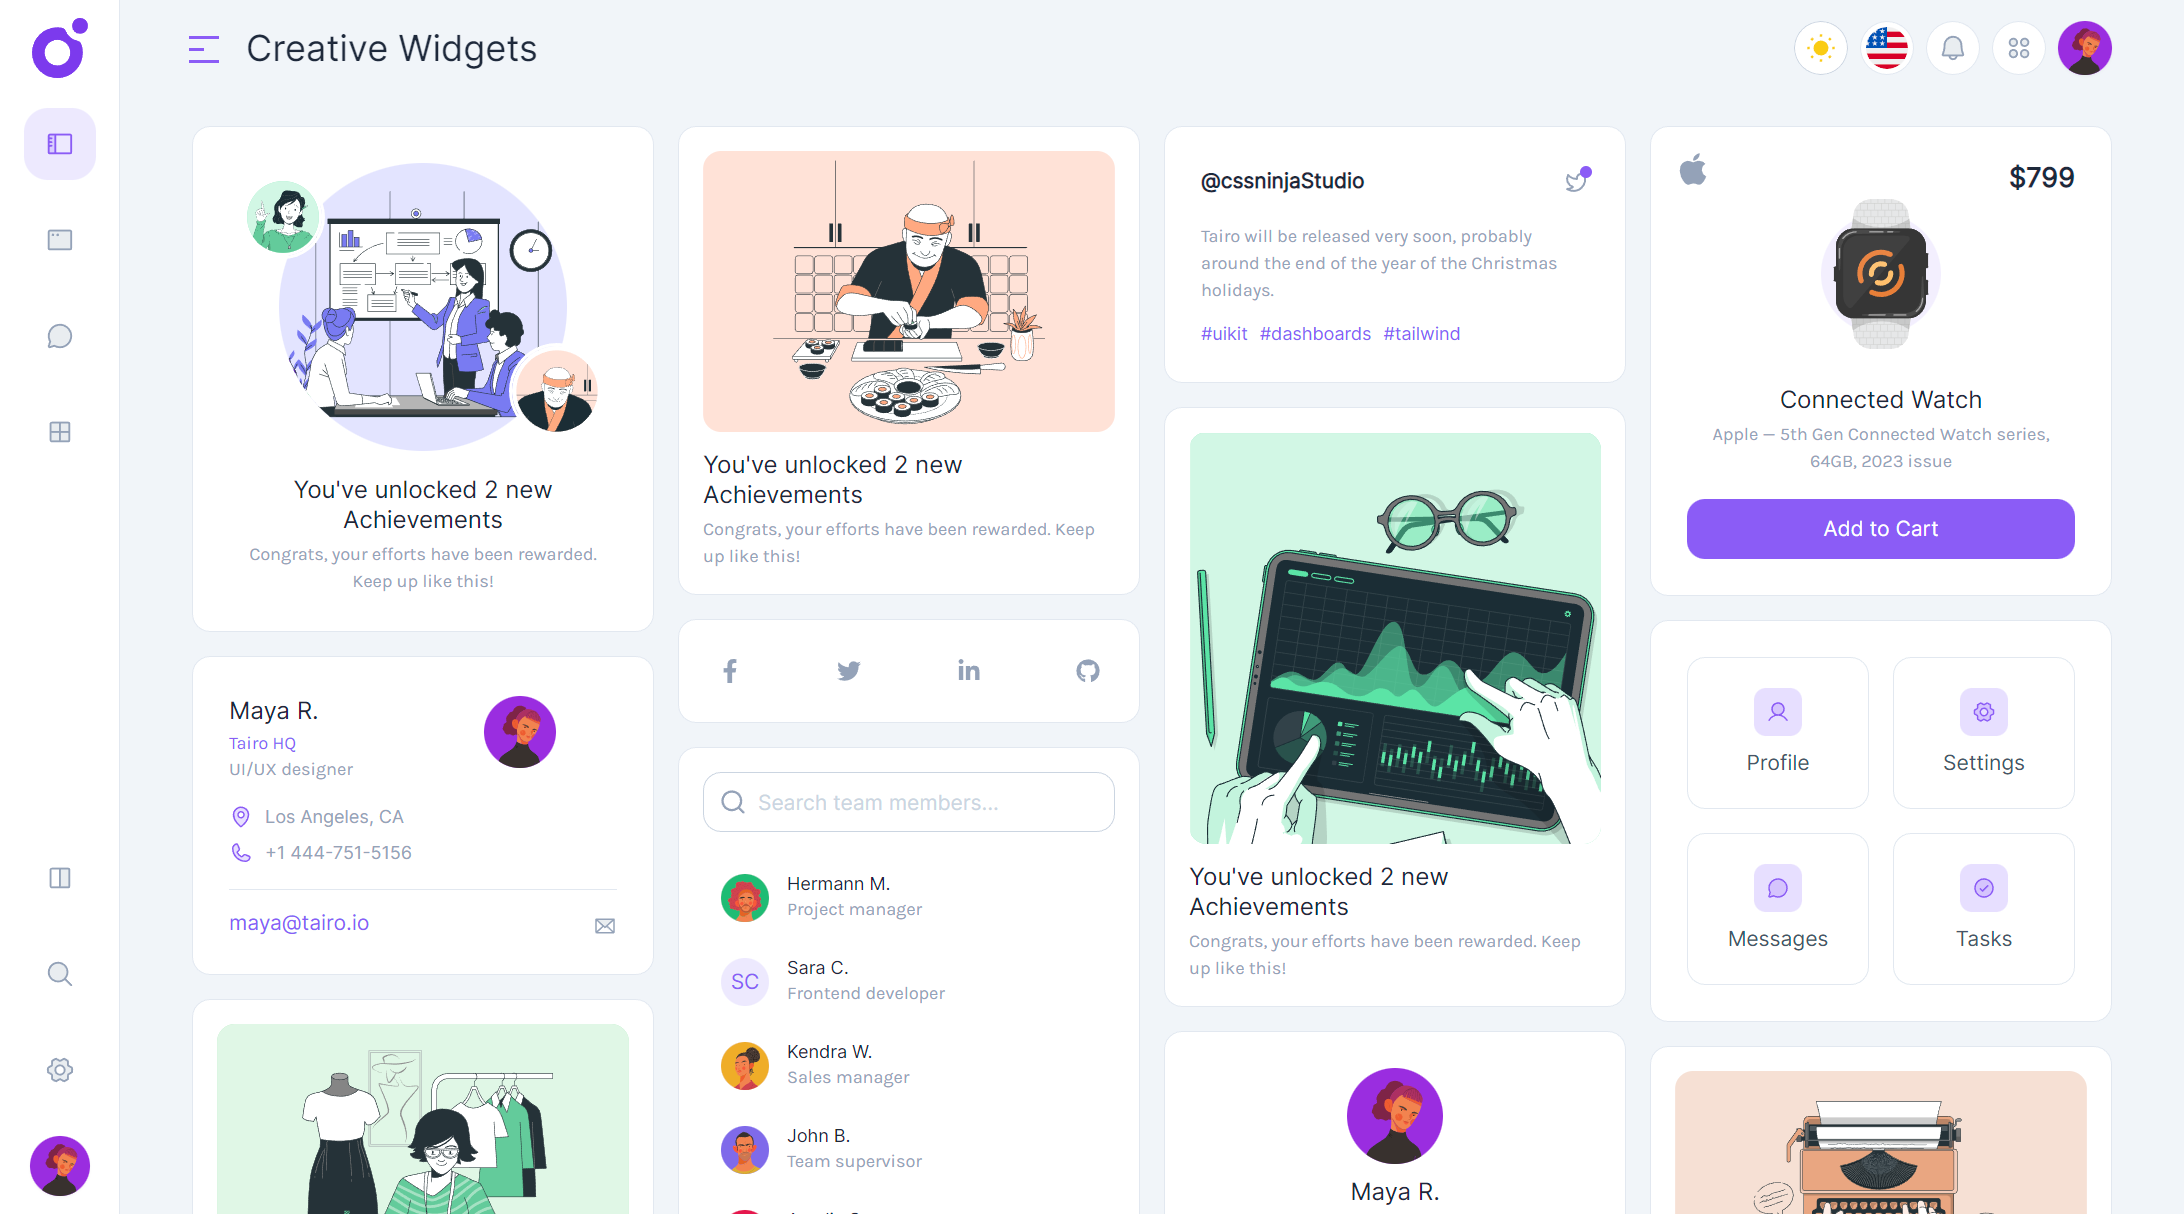 Creative Widgets
You've unlocked 2 new
Achievements
Congrats, your efforts have been rewarded.
Keep up like this!
Maya R.
Tairo HQ
UI/UX designer
Los Angeles, CA
+1 444-751-5156
maya@tairo.io
You've unlocked 2 new
Achievements
Congrats, your efforts have been rewarded. Keep
up like this!
Search team members...
Hermann M.
Project manager
SC
Sara C.
Frontend developer
Kendra W.
Sales manager
John B.
Team supervisor
@cssninjaStudio
Tairo will be released very soon, probably
around the end of the year of the Christmas
holidays.
#uikit #dashboards #tailwind
You've unlocked 2 new
Achievements
Congrats, your efforts have been rewarded. Keep
up like this!
Maya R.
$799
Connected Watch
Apple — 5th Gen Connected Watch series,
64GB, 2023 issue
Add to Cart
Profile
Settings
Messages
Tasks